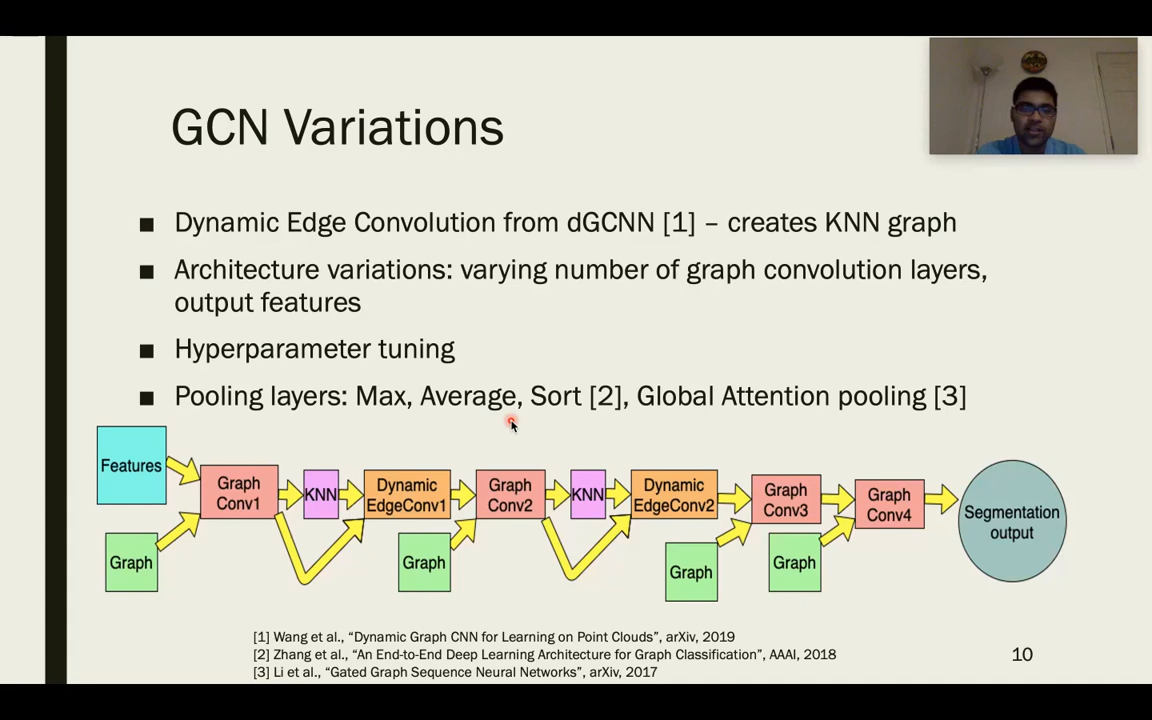 GCN Variations
■ Dynamic Edge Convolution from dGCNN [1] – creates KNN graph
■ Architecture variations: varying number of graph convolution layers,
output features
■ Hyperparameter tuning
■ Pooling layers: Max, Average, Sort [2], Global Attention pooling [3]
Features
Graph
Graph
Conv1
KNN
Dynamic
EdgeConv1
Graph
Graph
Conv2
KNN
Dynamic
EdgeConv2
Graph
Graph
Conv3
Graph
Graph
Conv4
Segmentation
output
[1] Wang et al., “Dynamic Graph CNN for Learning on Point Clouds”, arXiv, 2019
[2] Zhang et al., “An End-to-End Deep Learning Architecture for Graph Classification”, AAAI, 2018
[3] Li et al., “Gated Graph Sequence Neural Networks”, arXiv, 2017
10